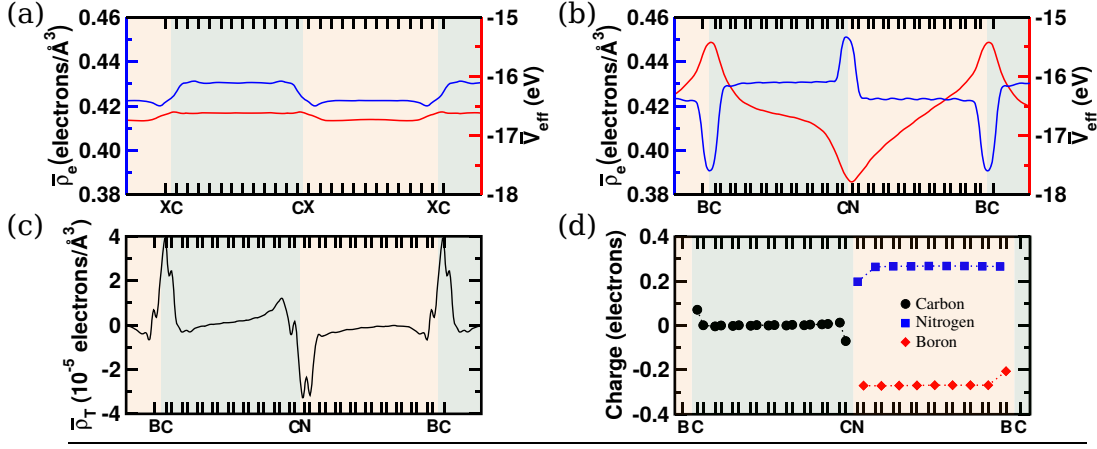 (a)
0.46
0.44
0.42
0.40
0.38
ρ̅e(electrons/Å³)
-15
-16
-17
-18
V̅eff (eV)
XC
CX
XC
(b)
0.46
0.44
0.42
0.40
0.38
ρ̅e(electrons/Å³)
-15
-16
-17
-18
V̅eff (eV)
BC
CN
BC
(c)
4
2
0
-2
-4
ρ̅T (10⁻⁵ electrons/Å³)
BC
CN
BC
(d)
0.4
0.2
0
-0.2
-0.4
Charge (electrons)
Carbon
Nitrogen
Boron
BC
CN
BC